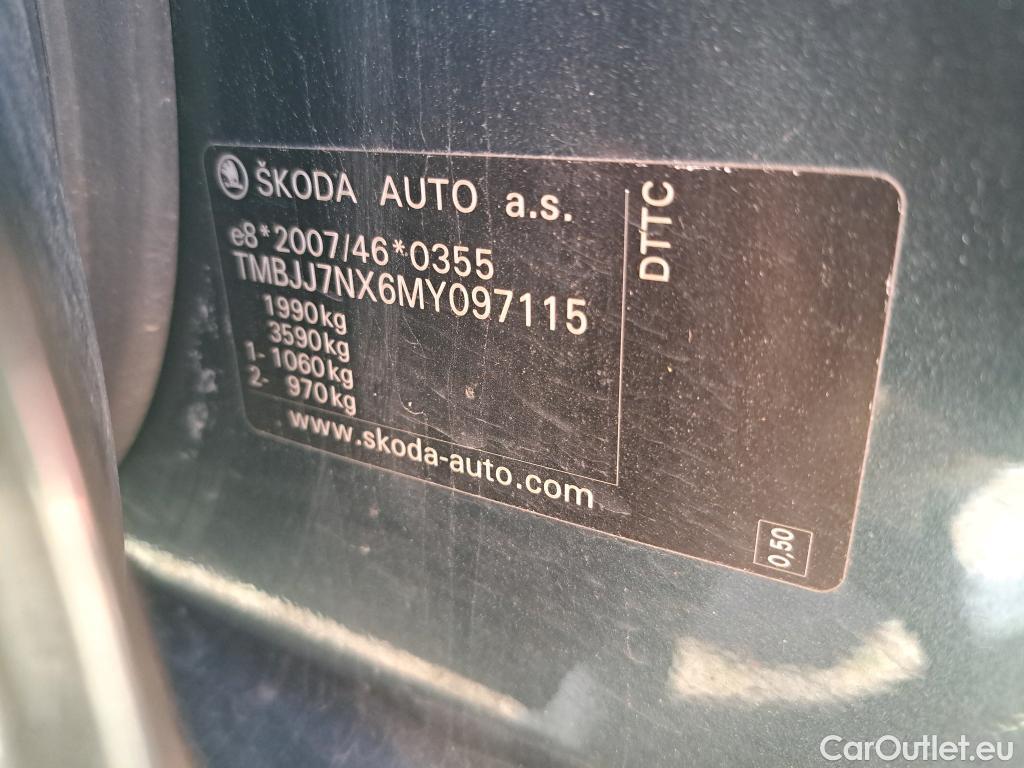 ŠKODA AUTO a.s.
e8*2007/46*0355
TMBJJ7NX6MY097115
1990kg
3590kg
1- 1060kg
2- 970kg
www.skoda-auto.com
DTTC
0,50
CarOutlet.eu